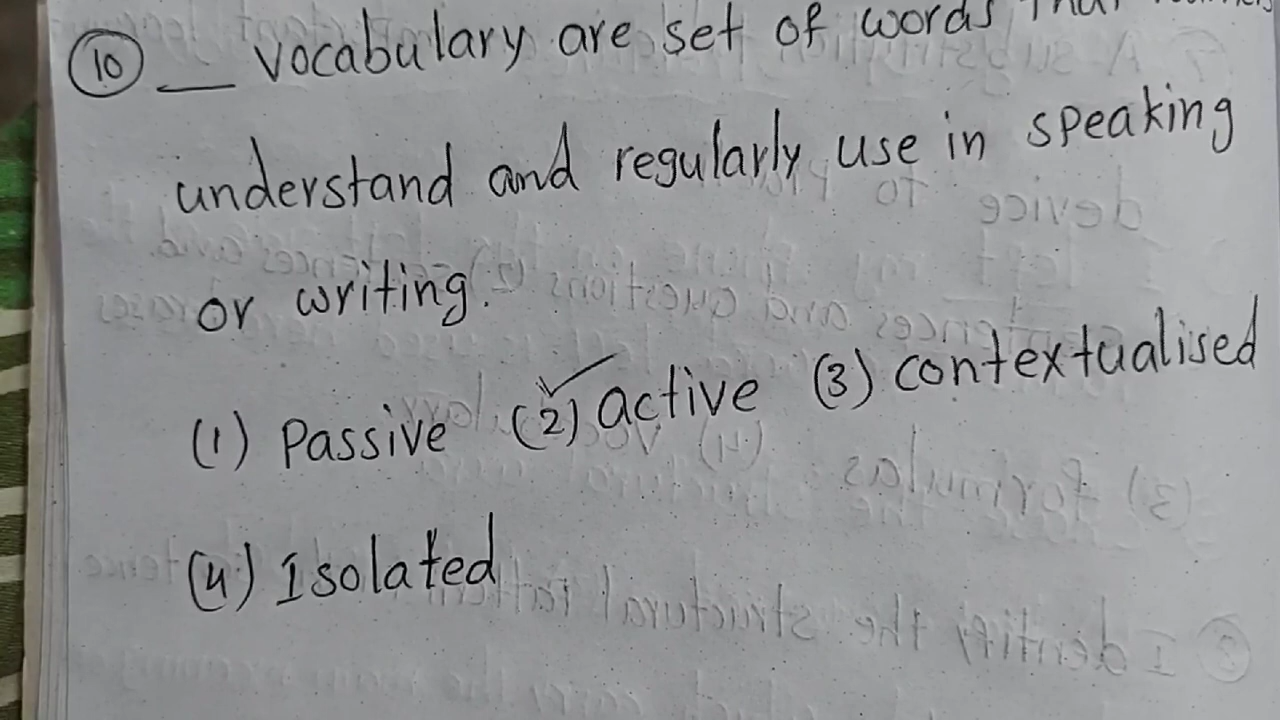 (10) __ vocabulary are set of words that
understand and regularly use in speaking
or writing.
(1) Passive (2) active (3) contextualised
(4) Isolated